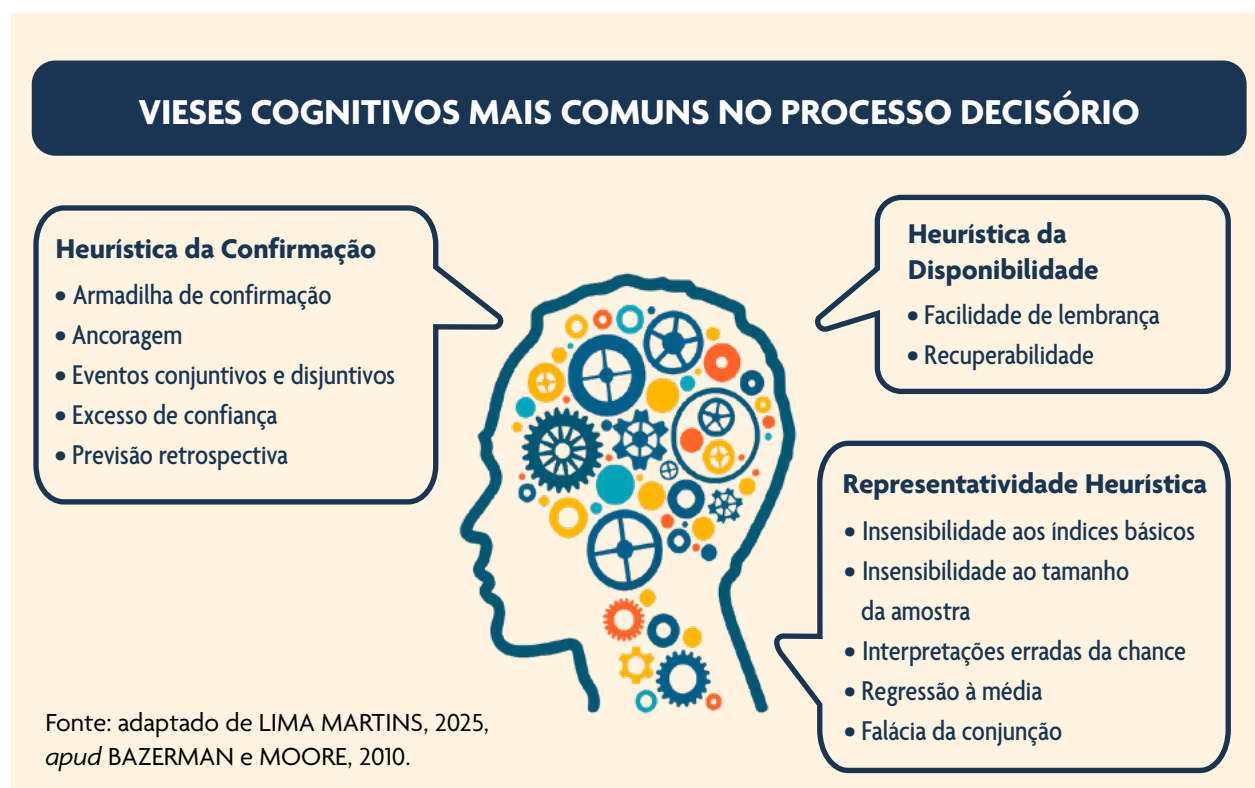 VIESES COGNITIVOS MAIS COMUNS NO PROCESSO DECISÓRIO
Heurística da Confirmação
• Armadilha de confirmação
• Ancoragem
• Eventos conjuntivos e disjuntivos
• Excesso de confiança
• Previsão retrospectiva
Heurística da
Disponibilidade
• Facilidade de lembrança
• Recuperabilidade
Representatividade Heurística
• Insensibilidade aos índices básicos
• Insensibilidade ao tamanho
da amostra
• Interpretações erradas da chance
• Regressão à média
• Falácia da conjunção
Fonte: adaptado de LIMA MARTINS, 2025,
apud BAZERMAN e MOORE, 2010.